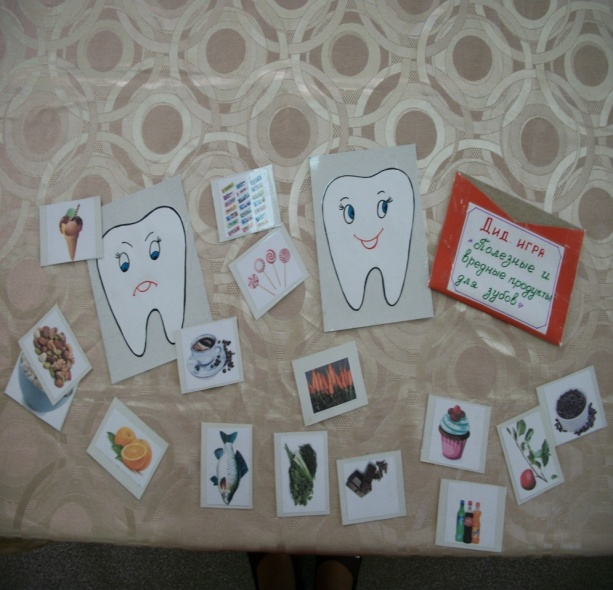 Дид. игра
"Полезные и
вредные продукты
для зубов"